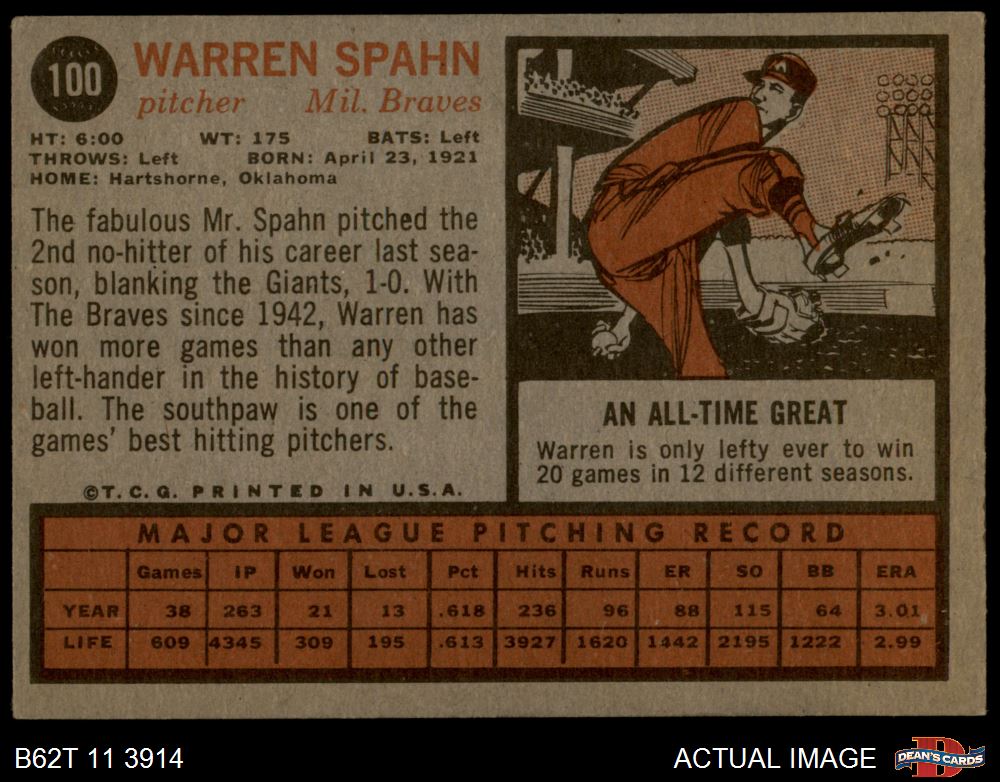 100
WARREN SPAHN
pitcher Mil. Braves
HT: 6:00 WT: 175 BATS: Left
THROWS: Left BORN: April 23, 1921
HOME: Hartshorne, Oklahoma
The fabulous Mr. Spahn pitched the
2nd no-hitter of his career last sea-
son, blanking the Giants, 1-0. With
The Braves since 1942, Warren has
won more games than any other
left-hander in the history of base-
ball. The southpaw is one of the
games' best hitting pitchers.
©T.C.G. PRINTED IN U.S.A.
AN ALL-TIME GREAT
Warren is only lefty ever to win
20 games in 12 different seasons.
MAJOR LEAGUE PITCHING RECORD
Games IP Won Lost Pct Hits Runs ER SO BB ERA
YEAR 38 263 21 13 .618 236 96 88 115 64 3.01
LIFE 609 4345 309 195 .613 3927 1620 1442 2195 1222 2.99
B62T 11 3914 ACTUAL IMAGE
D
DEAN'S CARDS